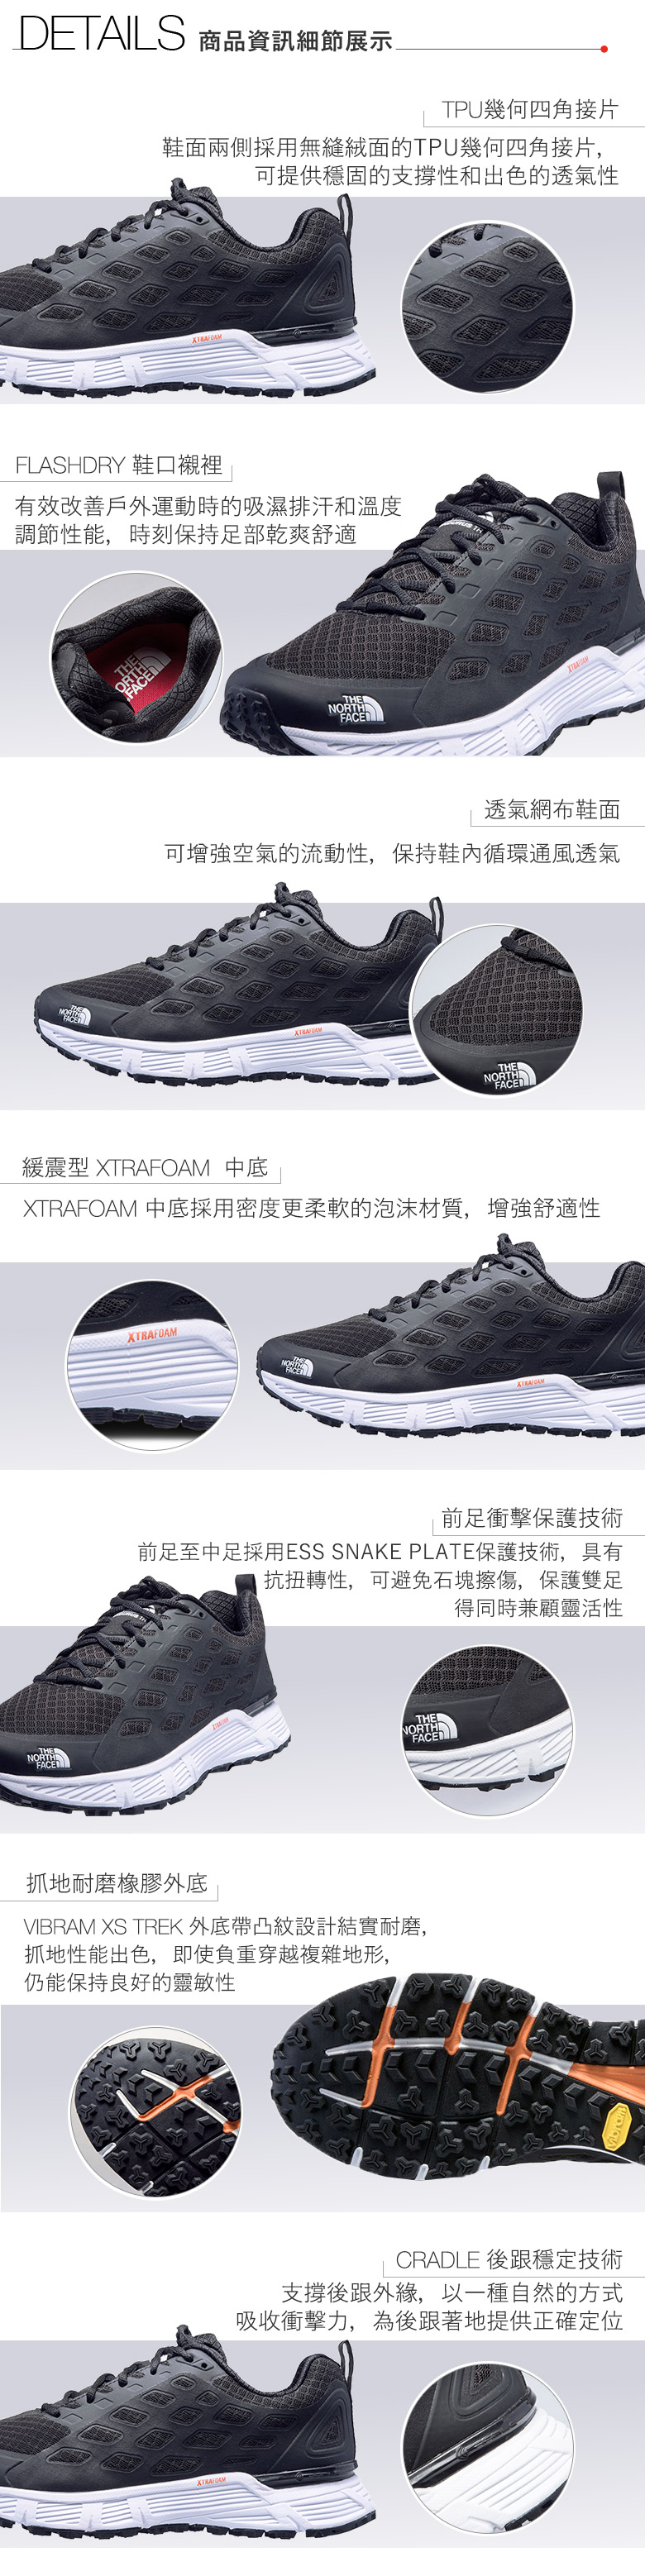 DETAILS 商品資訊細節展示
TPU幾何四角接片
鞋面兩側採用無縫絨面的TPU幾何四角接片，
可提供穩固的支撐性和出色的透氣性
XTRAFOAM
FLASHDRY 鞋口襯裡
有效改善戶外運動時的吸濕排汗和溫度
調節性能，時刻保持足部乾爽舒適
THE
NORTH
FACE
XTRAFOAM
THE
NORTH
FACE
透氣網布鞋面
可增強空氣的流動性，保持鞋內循環通風透氣
THE
NORTH
FACE
XTRAFOAM
THE
NORTH
FACE
緩震型 XTRAFOAM 中底
XTRAFOAM 中底採用密度更柔軟的泡沫材質，增強舒適性
XTRAFOAM
THE
NORTH
FACE
XTRAFOAM
前足衝擊保護技術
前足至中足採用ESS SNAKE PLATE保護技術，具有
抗扭轉性，可避免石塊擦傷，保護雙足
得同時兼顧靈活性
THE
NORTH
FACE
XTRAFOAM
THE
NORTH
FACE
抓地耐磨橡膠外底
VIBRAM XS TREK 外底帶凸紋設計結實耐磨，
抓地性能出色，即使負重穿越複雜地形，
仍能保持良好的靈敏性
vibram
CRADLE 後跟穩定技術
支撐後跟外緣，以一種自然的方式
吸收衝擊力，為後跟著地提供正確定位
XTRAFOAM